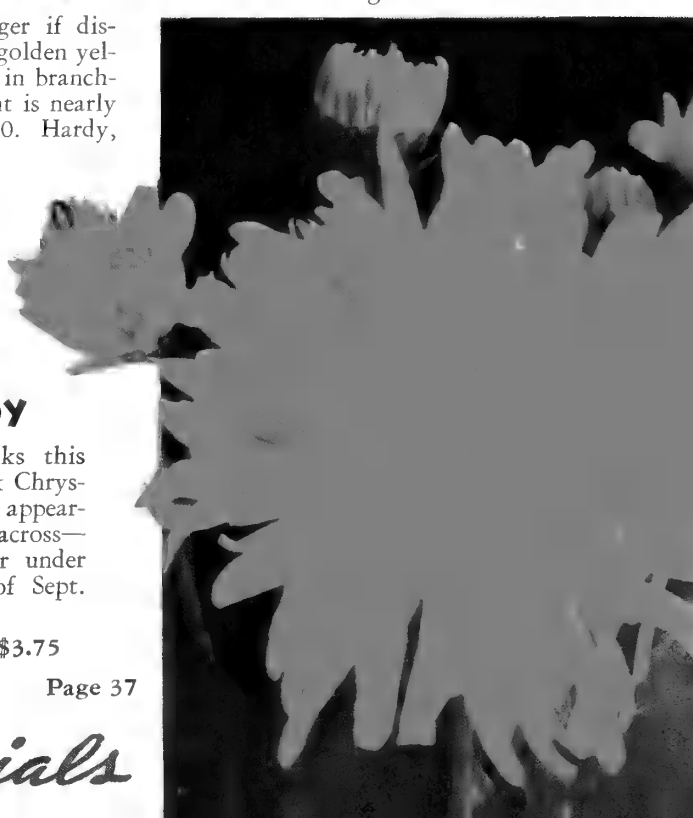 ger if dis-
golden yel-
in branch-
t is nearly
0. Hardy,
y
ks this
Chrys-
appear-
across—
r under
of Sept.
$3.75
Page 37
ials